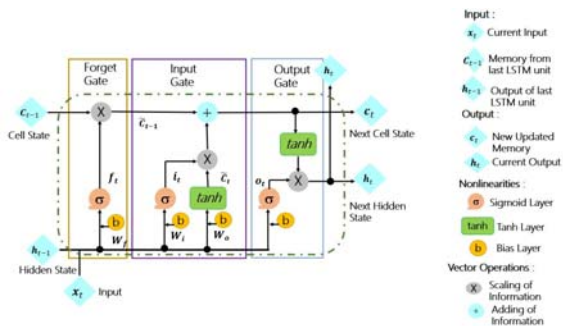 Forget
Gate
Input
Gate
Output
Gate
h_t
c_{t-1}
Cell State
X
c̃_{t-1}
+
c_t
Next Cell State
tanh
X
f_t
i_t
c̃_t
o_t
X
h_t
Next Hidden
State
σ
σ
tanh
σ
b
b
b
b
W_f
W_i
W_o
h_{t-1}
Hidden State
x_t
Input
Input :
x_t Current Input
C_{t-1} Memory from
last LSTM unit
h_{t-1} Output of last
LSTM unit
Output:
c_t New Updated
Memory
h_t Current Output
Nonlinearities :
σ Sigmoid Layer
tanh Tanh Layer
b Bias Layer
Vector Operations :
X Scaling of
Information
+ Adding of
Information